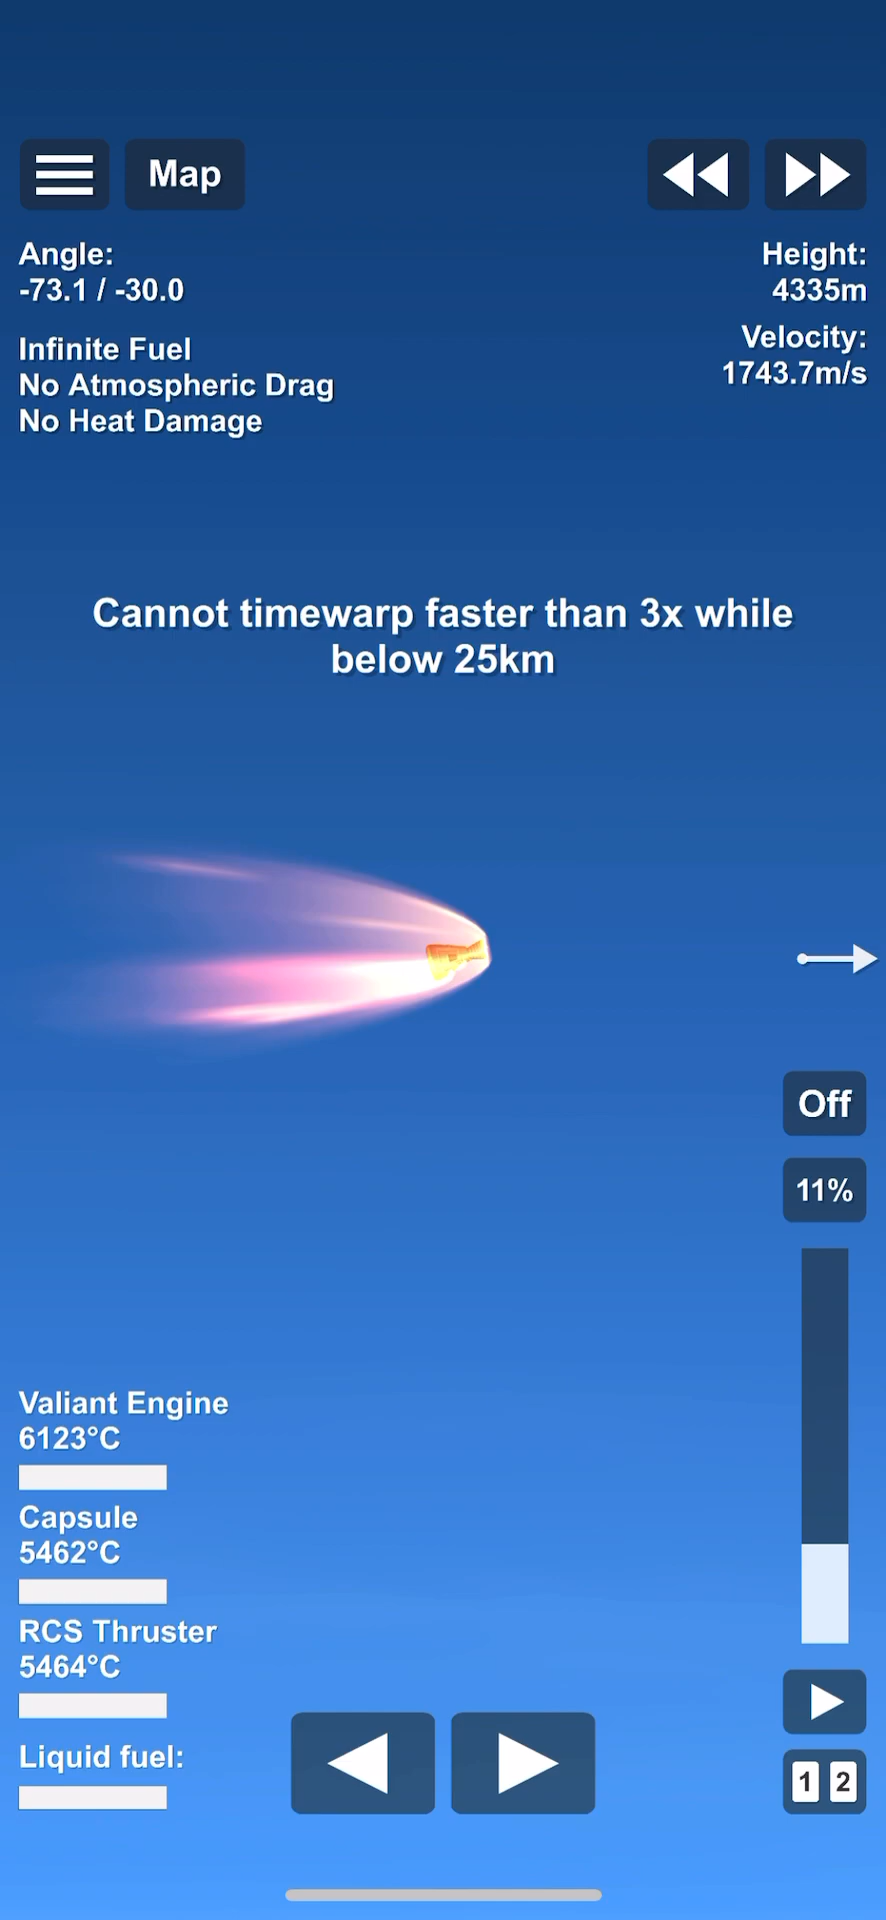 Map
Angle:
-73.1 / -30.0
Infinite Fuel
No Atmospheric Drag
No Heat Damage
Height:
4335m
Velocity:
1743.7m/s
Cannot timewarp faster than 3x while
below 25km
Off
11%
Valiant Engine
6123°C
Capsule
5462°C
RCS Thruster
5464°C
Liquid fuel:
1 2